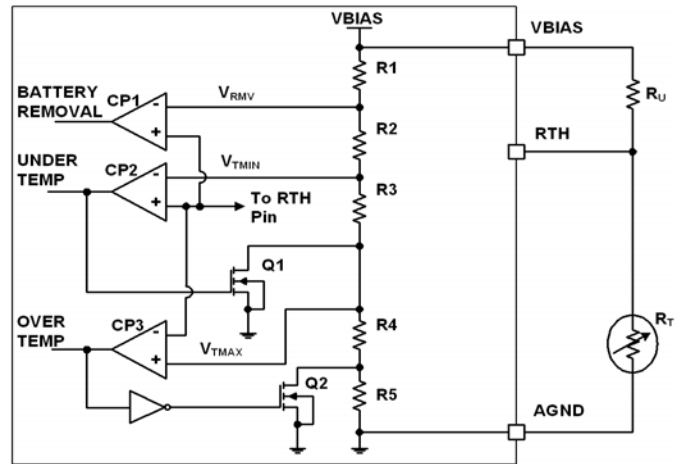 VBIAS
VBIAS
R1
BATTERY
REMOVAL
CP1
-
+
VRMV
RU
R2
RTH
UNDER
TEMP
CP2
-
+
VTMIN
R3
To RTH
Pin
Q1
OVER
TEMP
CP3
-
+
VTMAX
R4
RT
Q2
R5
AGND